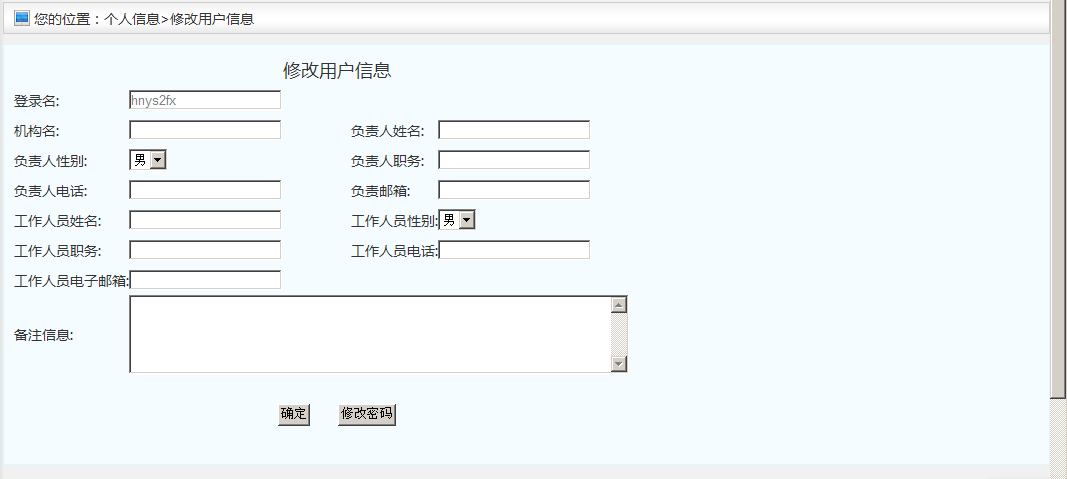 您的位置：个人信息>修改用户信息
修改用户信息
登录名: hnys2fx
机构名: 负责人姓名:
负责人性别: 男 负责人职务:
负责人电话: 负责邮箱:
工作人员姓名: 工作人员性别: 男
工作人员职务: 工作人员电话:
工作人员电子邮箱:
备注信息:
确定 修改密码